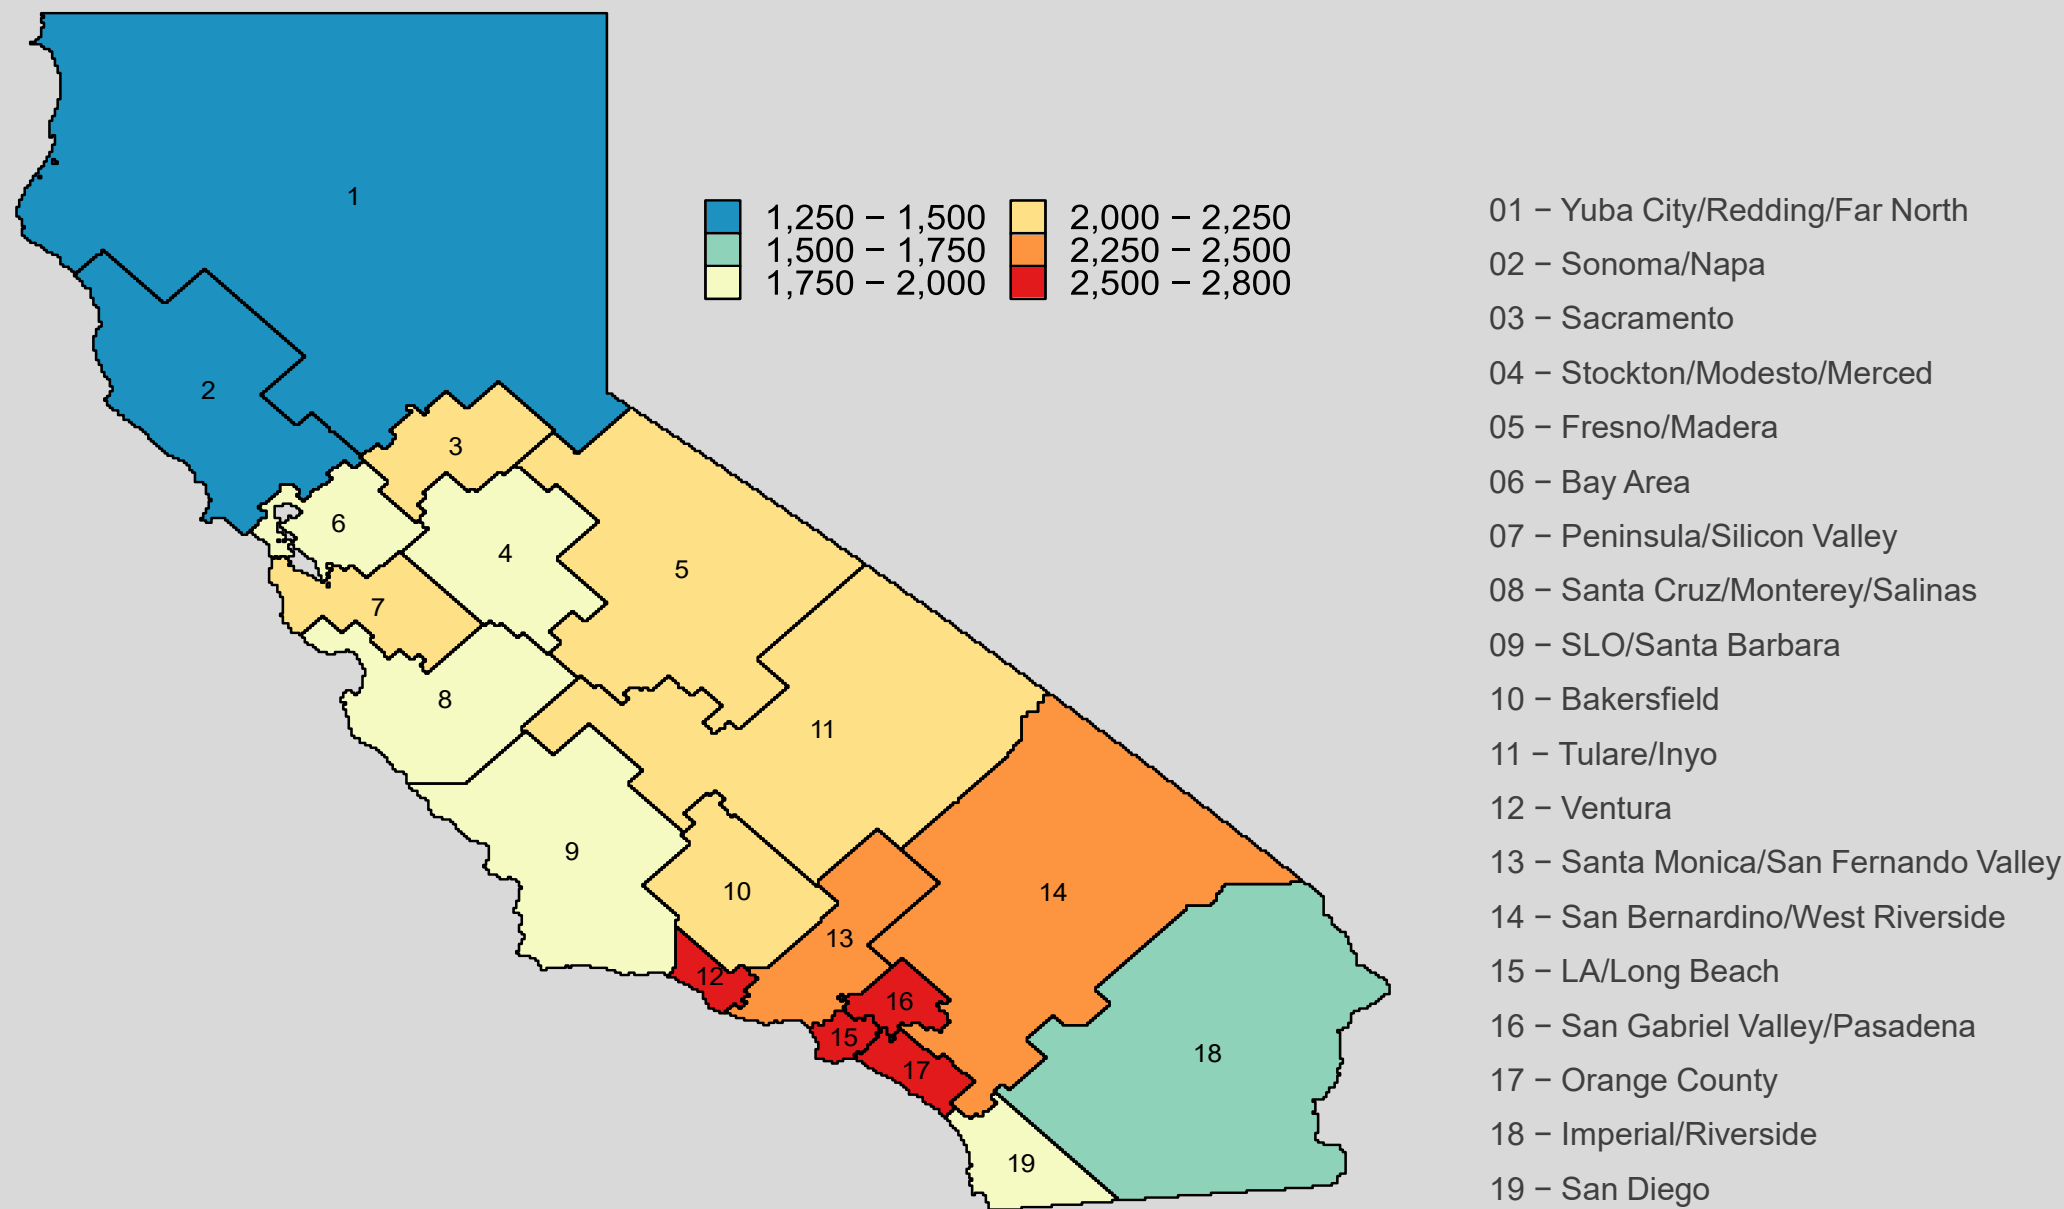 1
2
3
4
5
6
7
8
9
10
11
12
13
14
15
16
17
18
19
1,250 − 1,500
1,500 − 1,750
1,750 − 2,000
2,000 − 2,250
2,250 − 2,500
2,500 − 2,800
01 − Yuba City/Redding/Far North
02 − Sonoma/Napa
03 − Sacramento
04 − Stockton/Modesto/Merced
05 − Fresno/Madera
06 − Bay Area
07 − Peninsula/Silicon Valley
08 − Santa Cruz/Monterey/Salinas
09 − SLO/Santa Barbara
10 − Bakersfield
11 − Tulare/Inyo
12 − Ventura
13 − Santa Monica/San Fernando Valley
14 − San Bernardino/West Riverside
15 − LA/Long Beach
16 − San Gabriel Valley/Pasadena
17 − Orange County
18 − Imperial/Riverside
19 − San Diego